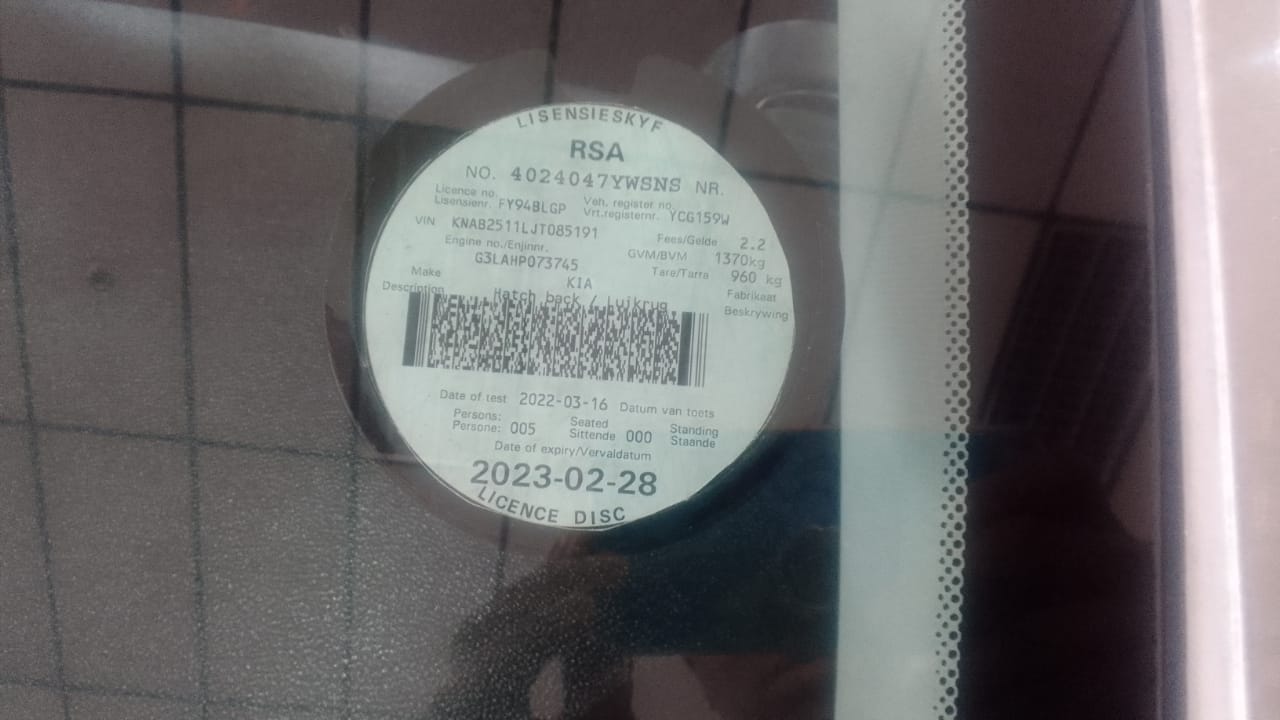 LISENSIESKYF
RSA
NO. 4024047YWSNS NR.
Licence no. Veh. register no.
Lisensienr. FY94BLGP Vrt.registernr. YCG159W
VIN KNAB2511LJT085191 Fees/Gelde 2.2
Engine no./Enjinnr. GVM/BVM 1370kg
G3LAHP073745 Tare/Tarra 960 kg
Make KIA Fabrikaat
Description Hatch back / Luikrug Beskrywing
Date of test 2022-03-16 Datum van toets
Persons: Seated Standing
Persone: 005 Sittende 000 Staande
Date of expiry/Vervaldatum
2023-02-28
LICENCE DISC